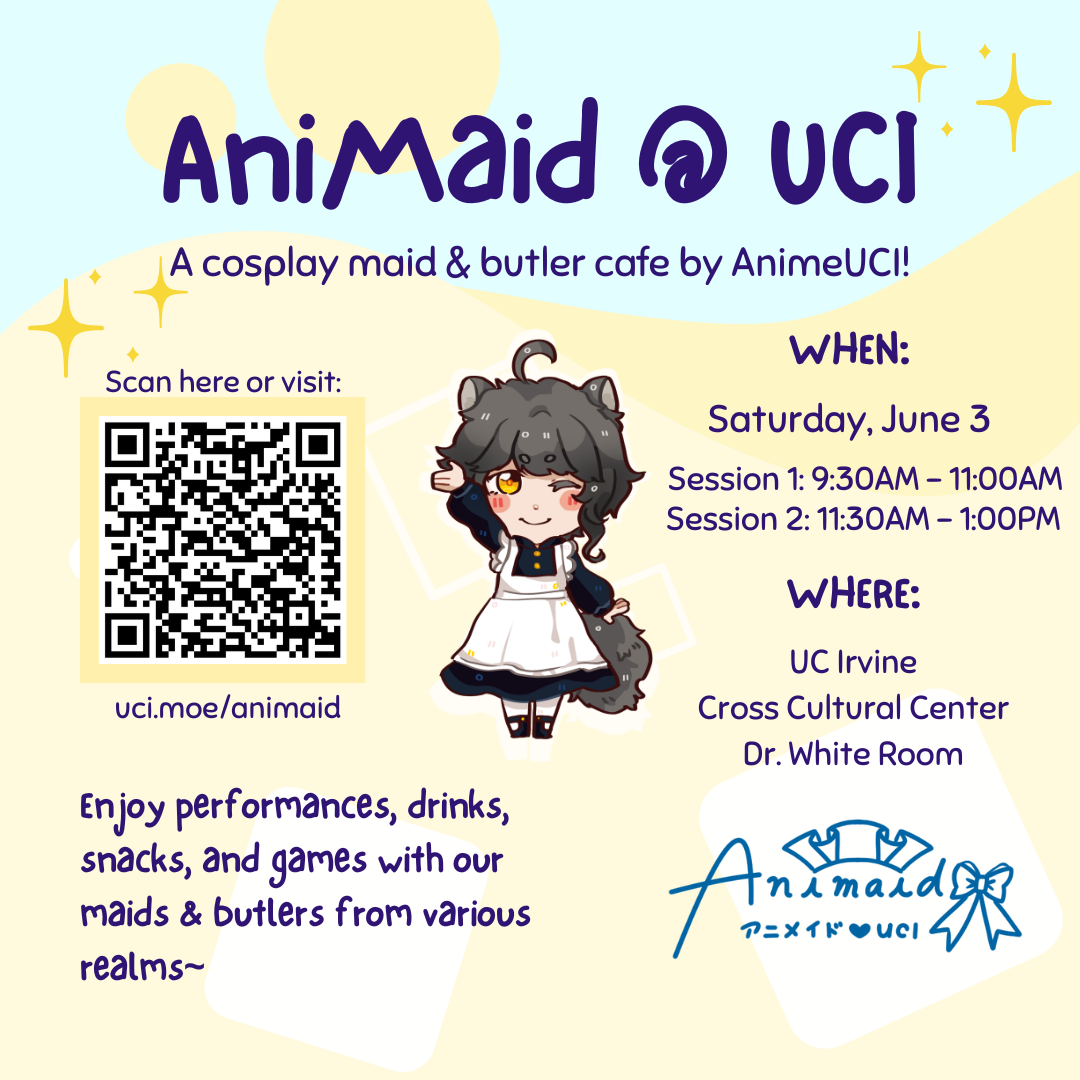 AniMaid @ UCI
A cosplay maid & butler cafe by AnimeUCI!
Scan here or visit:
uci.moe/animaid
WHEN:
Saturday, June 3
Session 1: 9:30AM – 11:00AM
Session 2: 11:30AM – 1:00PM
WHERE:
UC Irvine
Cross Cultural Center
Dr. White Room
Enjoy performances, drinks,
snacks, and games with our
maids & butlers from various
realms~
Animaid
アニメイド♥UCI